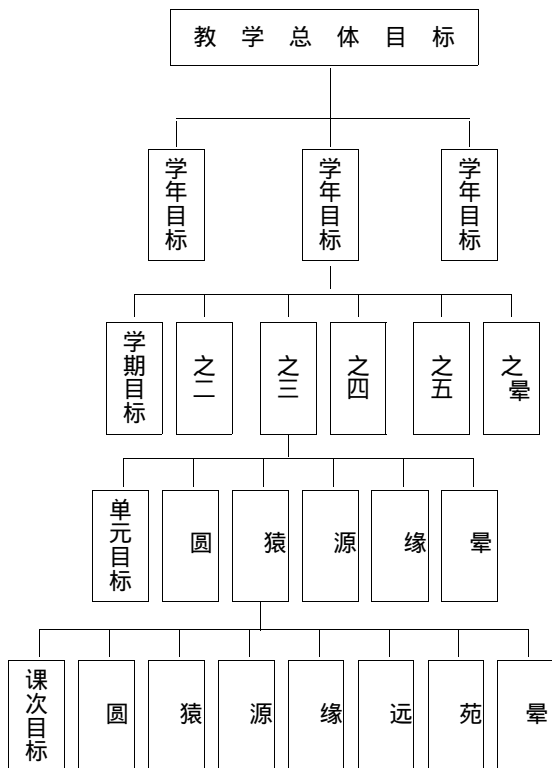 教学总体目标
学年目标 学年目标 学年目标
学期目标 之二 之三 之四 之五 之晕
单元目标 圆 猿 源 缘 晕
课次目标 圆 猿 源 缘 远 苑 晕